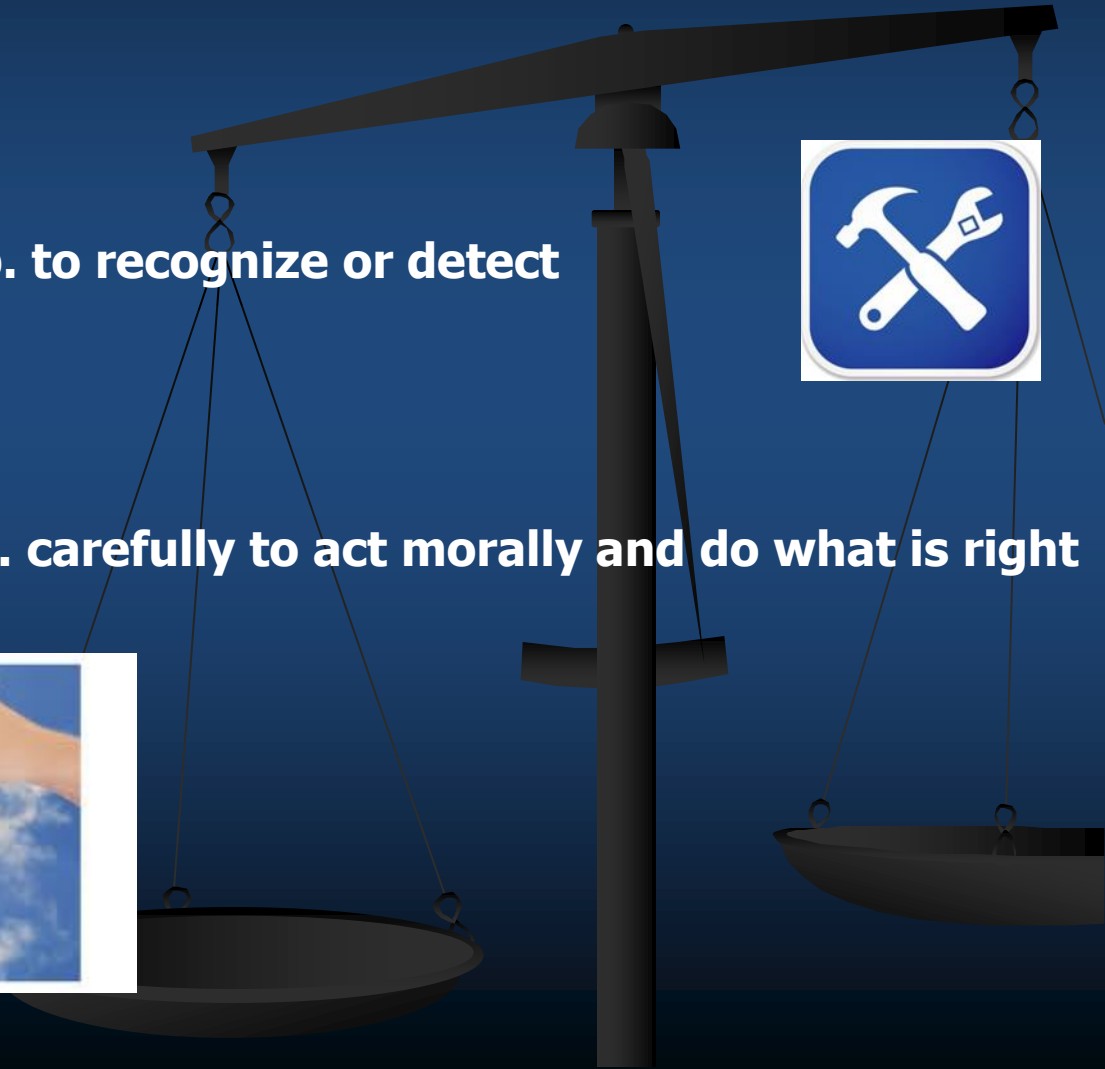 . to recognize or detect
. carefully to act morally and do what is right